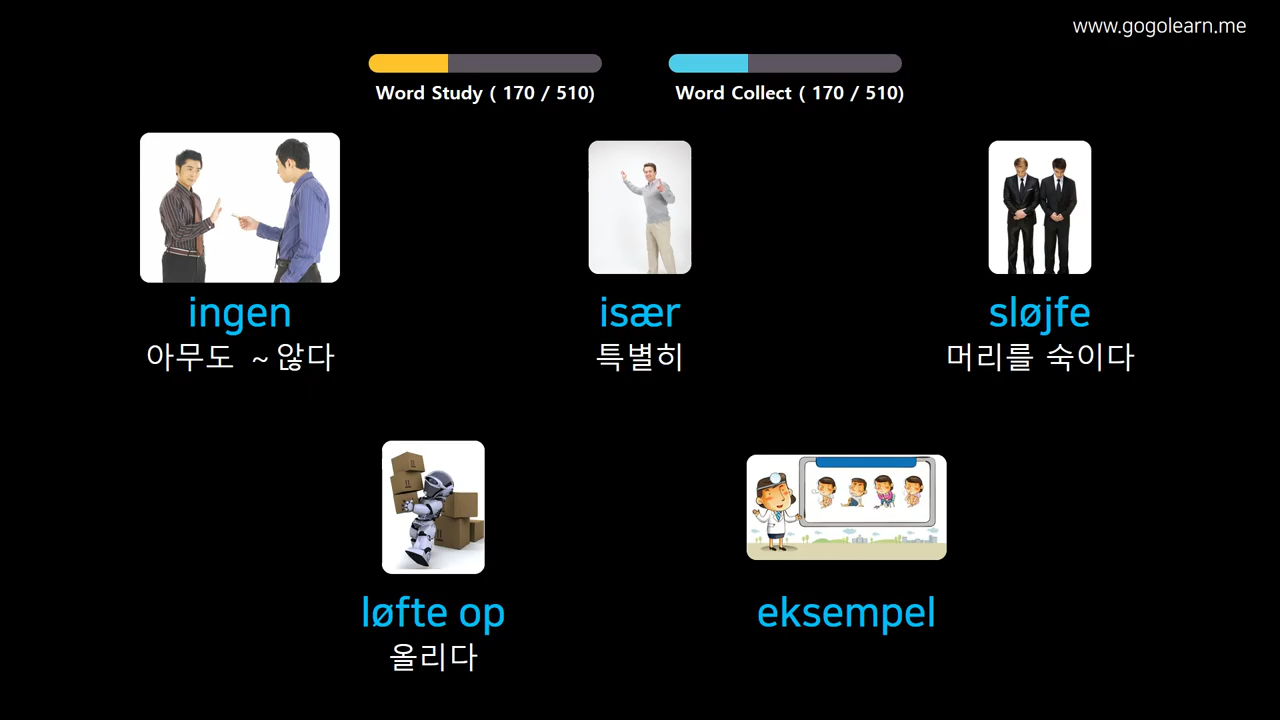 www.gogolearn.me
Word Study ( 170 / 510)
Word Collect ( 170 / 510)
ingen
아무도 ~않다
især
특별히
sløjfe
머리를 숙이다
løfte op
올리다
eksempel